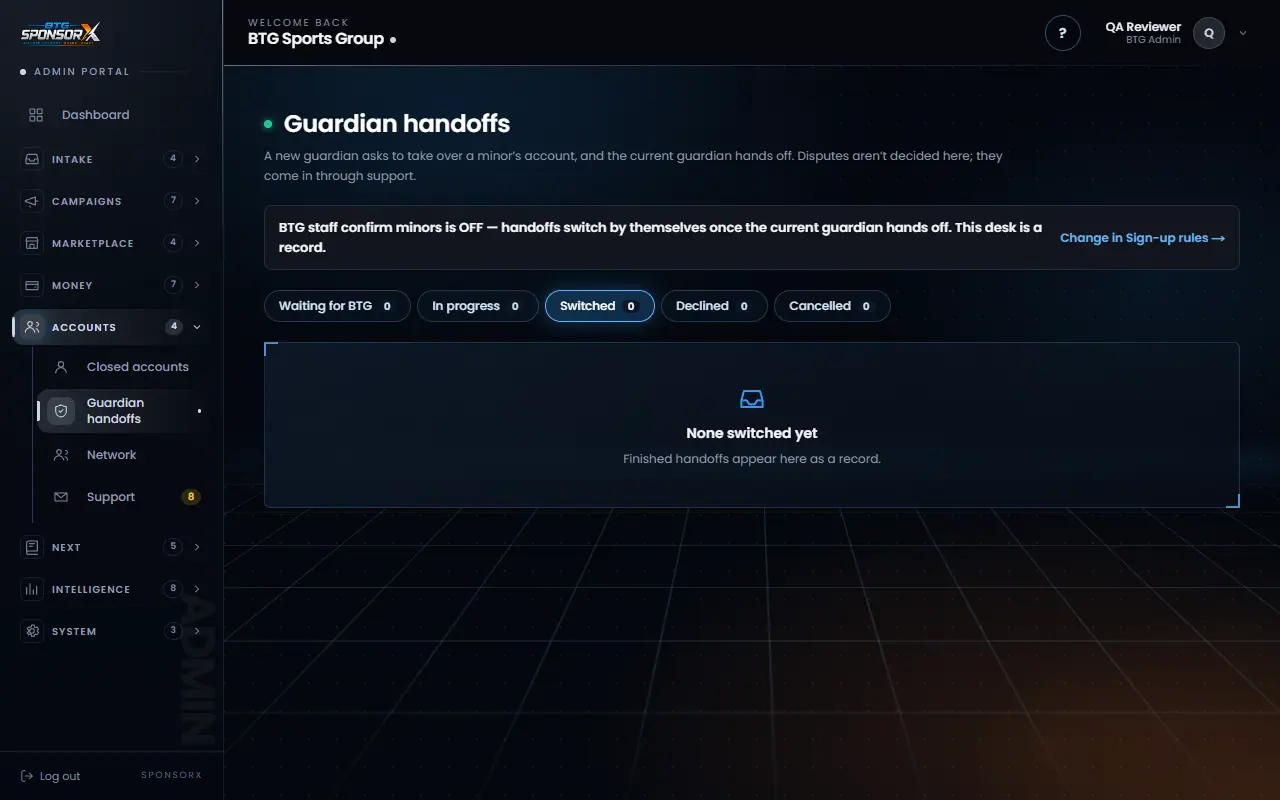 BTG
SPONSORX
ADMIN PORTAL
Dashboard
INTAKE 4
CAMPAIGNS 7
MARKETPLACE 4
MONEY 7
ACCOUNTS 4
Closed accounts
Guardian
handoffs
Network
Support 8
NEXT 5
INTELLIGENCE 8
SYSTEM 3
ADMIN
Log out
SPONSORX
WELCOME BACK
BTG Sports Group
?
QA Reviewer
BTG Admin
Q
Guardian handoffs
A new guardian asks to take over a minor's account, and the current guardian hands off. Disputes aren't decided here; they
come in through support.
BTG staff confirm minors is OFF — handoffs switch by themselves once the current guardian hands off. This desk is a
record.
Change in Sign-up rules →
Waiting for BTG 0
In progress 0
Switched 0
Declined 0
Cancelled 0
None switched yet
Finished handoffs appear here as a record.